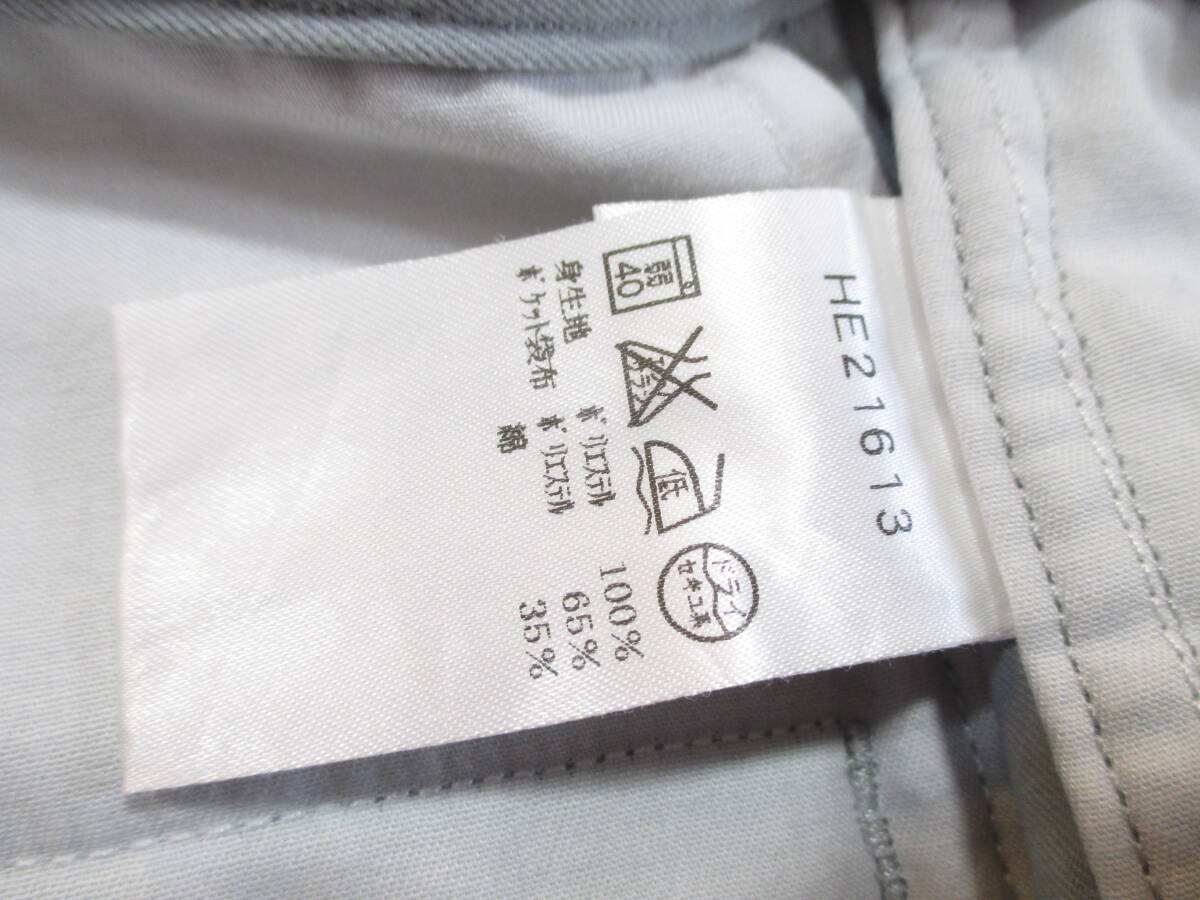 HE21613
弱 40
エンソサラシ
低
ドライ
セキユ系
身生地 ポリエステル 100%
ポケット袋布 ポリエステル 65%
綿 35%